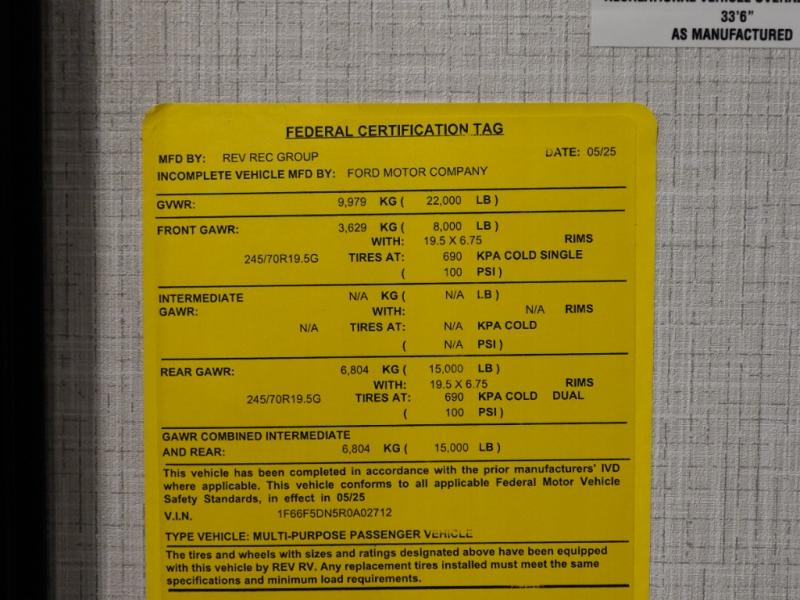 33'6"
AS MANUFACTURED
FEDERAL CERTIFICATION TAG
MFD BY: REV REC GROUP DATE: 05/25
INCOMPLETE VEHICLE MFD BY: FORD MOTOR COMPANY
GVWR: 9,979 KG ( 22,000 LB )
FRONT GAWR: 3,629 KG ( 8,000 LB )
WITH: 19.5 X 6.75 RIMS
245/70R19.5G TIRES AT: 690 KPA COLD SINGLE
( 100 PSI )
INTERMEDIATE N/A KG ( N/A LB )
GAWR: WITH: N/A RIMS
N/A TIRES AT: N/A KPA COLD
( N/A PSI )
REAR GAWR: 6,804 KG ( 15,000 LB )
WITH: 19.5 X 6.75 RIMS
245/70R19.5G TIRES AT: 690 KPA COLD DUAL
( 100 PSI )
GAWR COMBINED INTERMEDIATE
AND REAR: 6,804 KG ( 15,000 LB )
This vehicle has been completed in accordance with the prior manufacturers' IVD
where applicable. This vehicle conforms to all applicable Federal Motor Vehicle
Safety Standards, in effect in 05/25
V.I.N. 1F66F5DN5R0A02712
TYPE VEHICLE: MULTI-PURPOSE PASSENGER VEHICLE
The tires and wheels with sizes and ratings designated above have been equipped
with this vehicle by REV RV. Any replacement tires installed must meet the same
specifications and minimum load requirements.